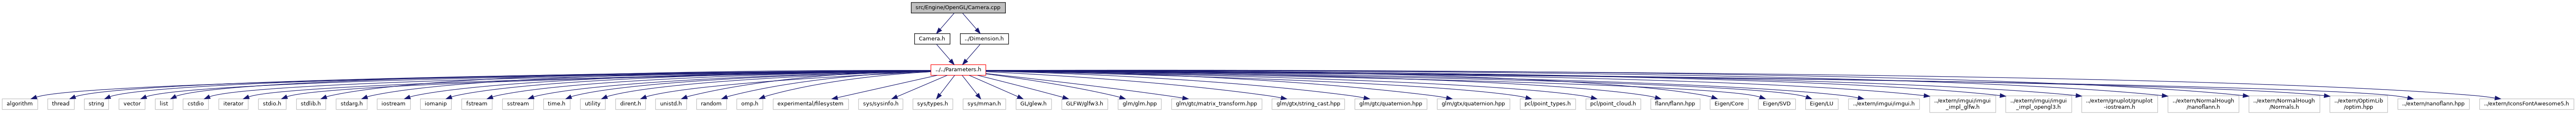 src/Engine/OpenGL/Camera.cpp
Camera.h
../Dimension.h
../../Parameters.h
algorithm
thread
string
vector
list
cstdio
iterator
stdio.h
stdlib.h
stdarg.h
iostream
iomanip
fstream
sstream
time.h
utility
dirent.h
unistd.h
random
omp.h
experimental/filesystem
sys/sysinfo.h
sys/types.h
sys/mman.h
GL/glew.h
GLFW/glfw3.h
glm/glm.hpp
glm/gtc/matrix_transform.hpp
glm/gtx/string_cast.hpp
glm/gtc/quaternion.hpp
glm/gtx/quaternion.hpp
pcl/point_types.h
pcl/point_cloud.h
flann/flann.hpp
Eigen/Core
Eigen/SVD
Eigen/LU
../extern/imgui/imgui.h
../extern/imgui/imgui
_impl_glfw.h
../extern/imgui/imgui
_impl_opengl3.h
../extern/gnuplot/gnuplot
-iostream.h
../extern/NormalHough
/nanoflann.h
../extern/NormalHough
/Normals.h
../extern/OptimLib
/optim.hpp
../extern/nanoflann.hpp
../extern/IconsFontAwesome5.h